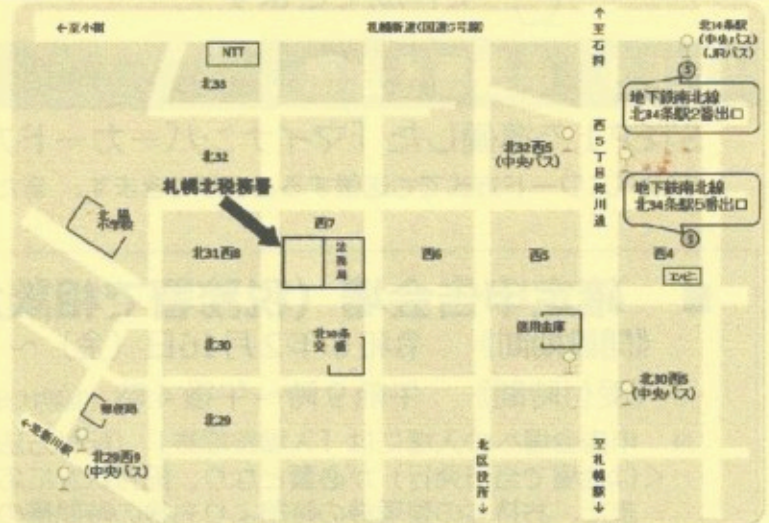 ←至小樽
札幌新道(国道5号線)
↑至石狩
北34条駅
(中央バス)
(JRバス)
NTT
北33
地下鉄南北線
北34条駅2番出口
北32
北32西5
(中央バス)
西5丁目樽川通
札幌北税務署
地下鉄南北線
北34条駅5番出口
北陽
小学校
西7
北31西8
法務局
西6
西5
西4
コンビニ
北30
北30条
交番
信用金庫
北30西5
(中央バス)
郵便局
北29
←至新川駅
北29西9
(中央バス)
北区役所↓
至札幌駅↓